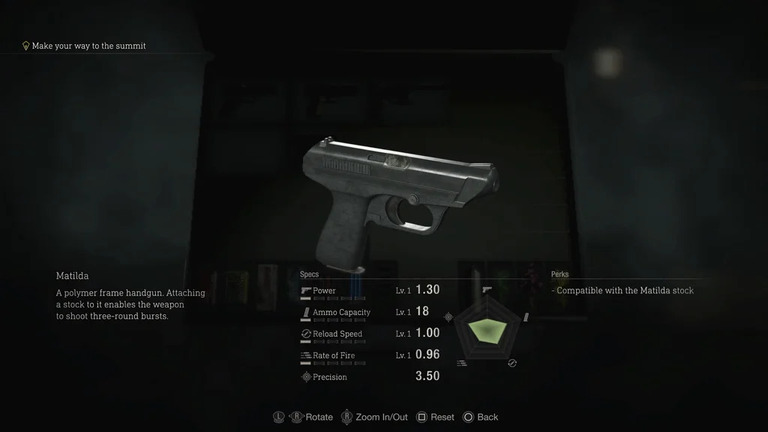 Make your way to the summit
Matilda
A polymer frame handgun. Attaching
a stock to it enables the weapon
to shoot three-round bursts.
Specs
Power Lv. 1 1.30
Ammo Capacity Lv. 1 18
Reload Speed Lv. 1 1.00
Rate of Fire Lv. 1 0.96
Precision 3.50
Perks
- Compatible with the Matilda stock
L R Rotate R Zoom In/Out Reset Back